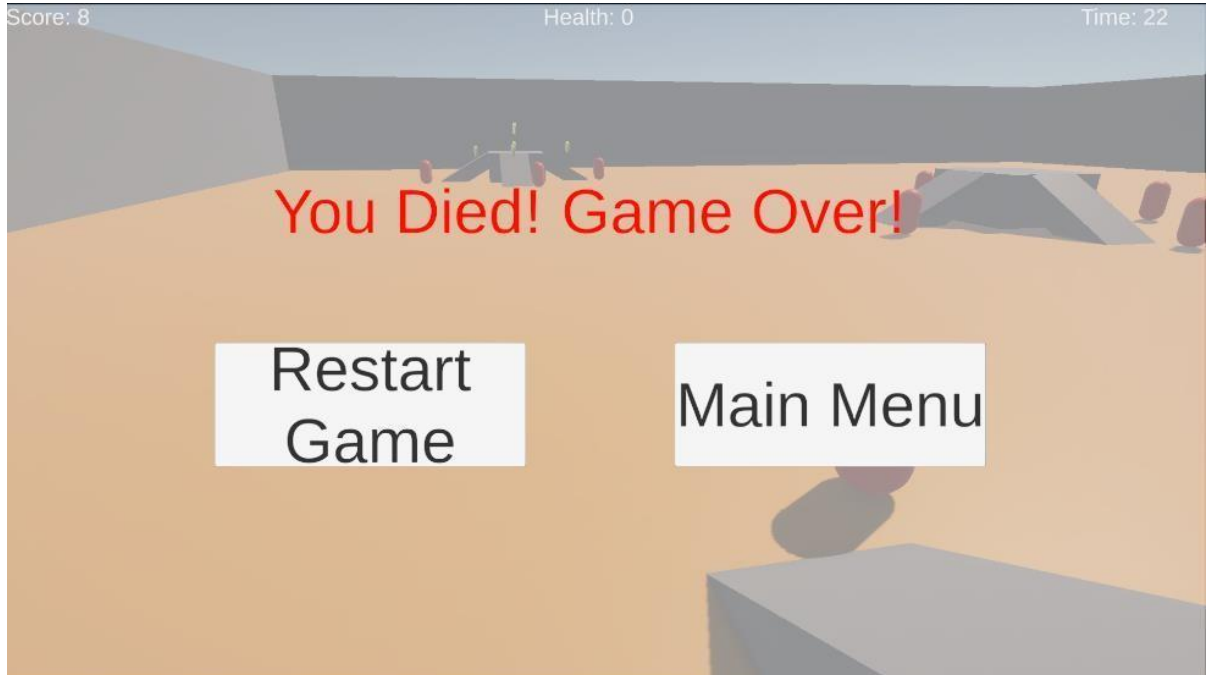 Score: 8
Health: 0
Time: 22
You Died! Game Over!
Restart
Game
Main Menu